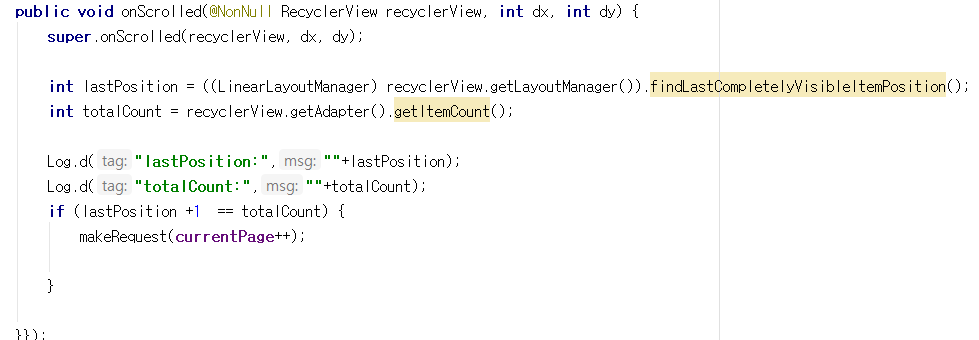 public void onScrolled(@NonNull RecyclerView recyclerView, int dx, int dy) {
super.onScrolled(recyclerView, dx, dy);
int lastPosition = ((LinearLayoutManager) recyclerView.getLayoutManager()).findLastCompletelyVisibleItemPosition();
int totalCount = recyclerView.getAdapter().getItemCount();
Log.d( tag: "lastPosition:", msg: ""+lastPosition);
Log.d( tag: "totalCount:", msg: ""+totalCount);
if (lastPosition +1  == totalCount) {
makeRequest(currentPage++);
}
}});